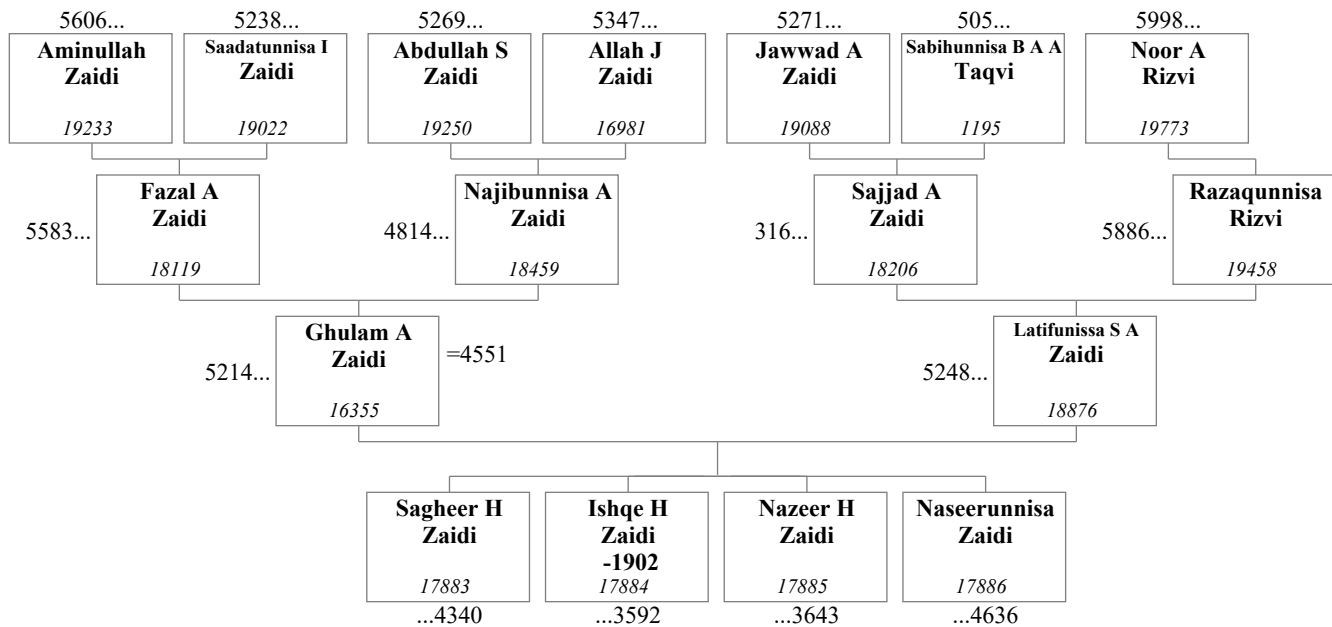 5606... 5238... 5269... 5347... 5271... 505... 5998...
Aminullah Saadatunnisa I Abdullah S Allah J Jawwad A Sabihunnisa B A A Noor A
Zaidi Zaidi Zaidi Zaidi Zaidi Taqvi Rizvi
19233 19022 19250 16981 19088 1195 19773
Fazal A Najibunnisa A Sajjad A Razaqunnisa
Zaidi Zaidi Zaidi Rizvi
5583... 4814... 316... 5886...
18119 18459 18206 19458
Ghulam A Latifunissa S A
Zaidi =4551 Zaidi
5214... 5248...
16355 18876
Sagheer H Ishqe H Nazeer H Naseerunnisa
Zaidi Zaidi Zaidi Zaidi
-1902
17883 17884 17885 17886
...4340 ...3592 ...3643 ...4636